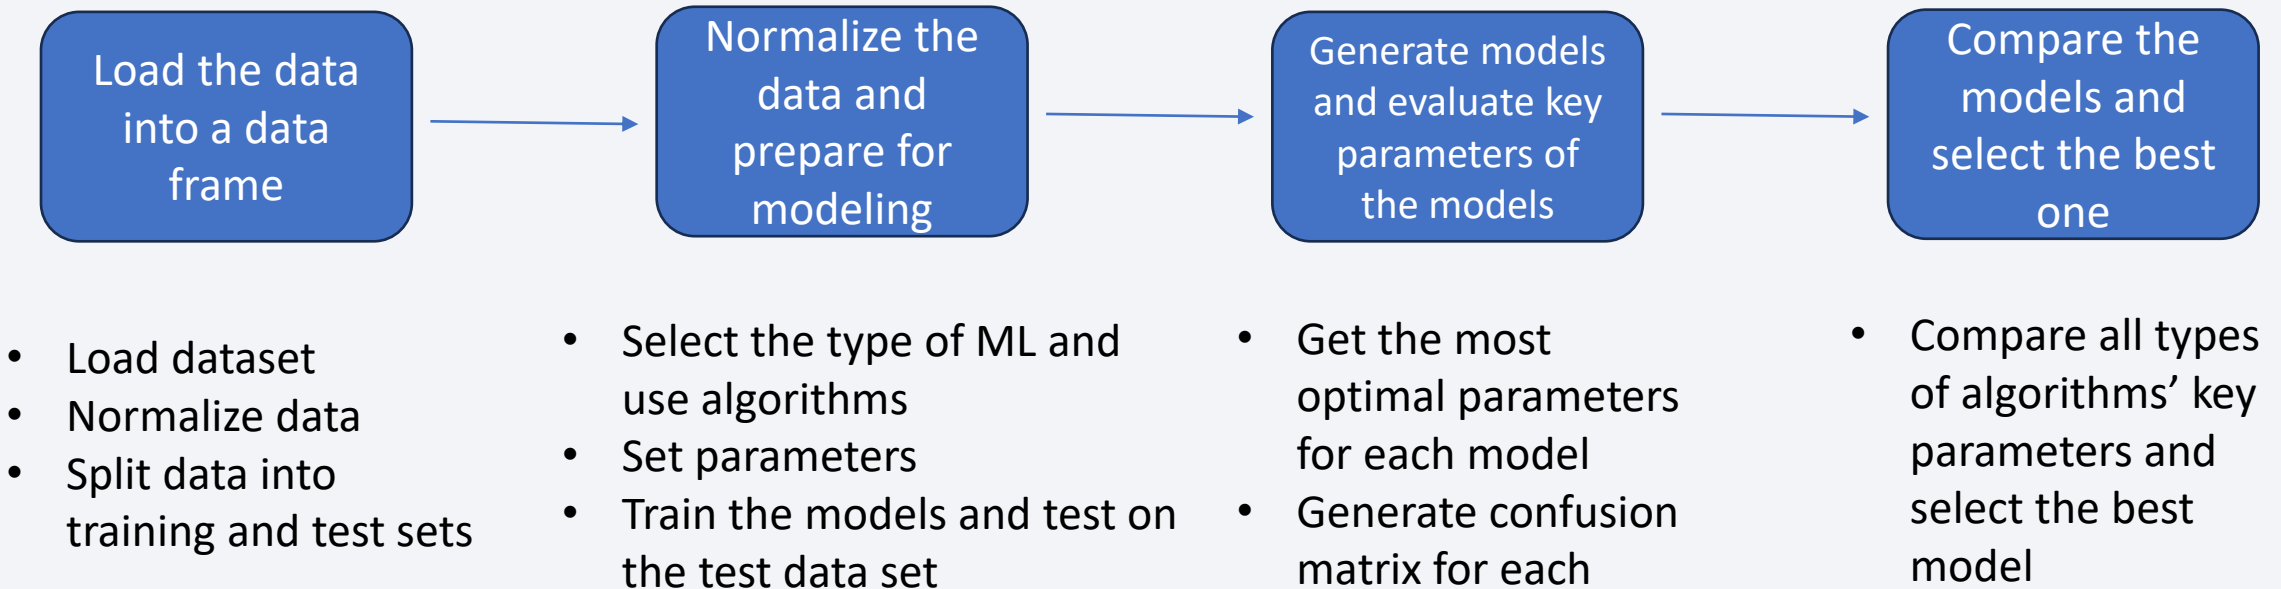 Load the data
into a data
frame
Normalize the
data and
prepare for
modeling
Generate models
and evaluate key
parameters of
the models
Compare the
models and
select the best
one
• Load dataset
• Normalize data
• Split data into
training and test sets
• Select the type of ML and
use algorithms
• Set parameters
• Train the models and test on
the test data set
• Get the most
optimal parameters
for each model
• Generate confusion
matrix for each
• Compare all types
of algorithms’ key
parameters and
select the best
model